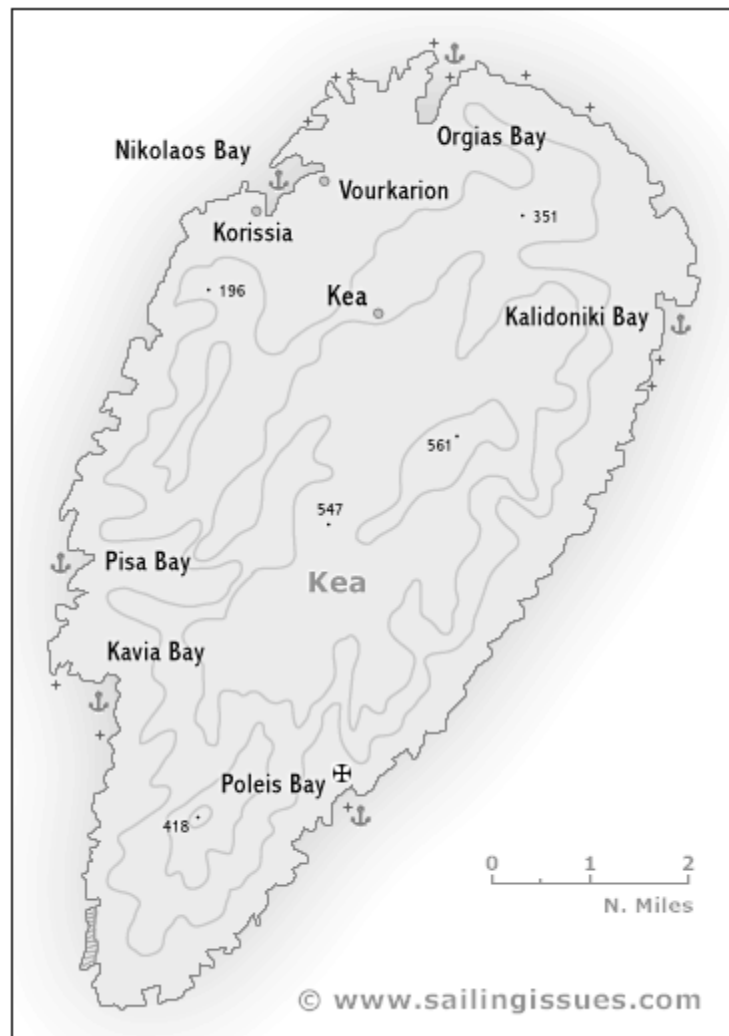 Orgias Bay
Nikolaos Bay
Vourkarion
Korissia
351
196
Kea
Kalidoniki Bay
561
547
Pisa Bay
Kea
Kavia Bay
Poleis Bay
418
0 1 2
N. Miles
© www.sailingissues.com